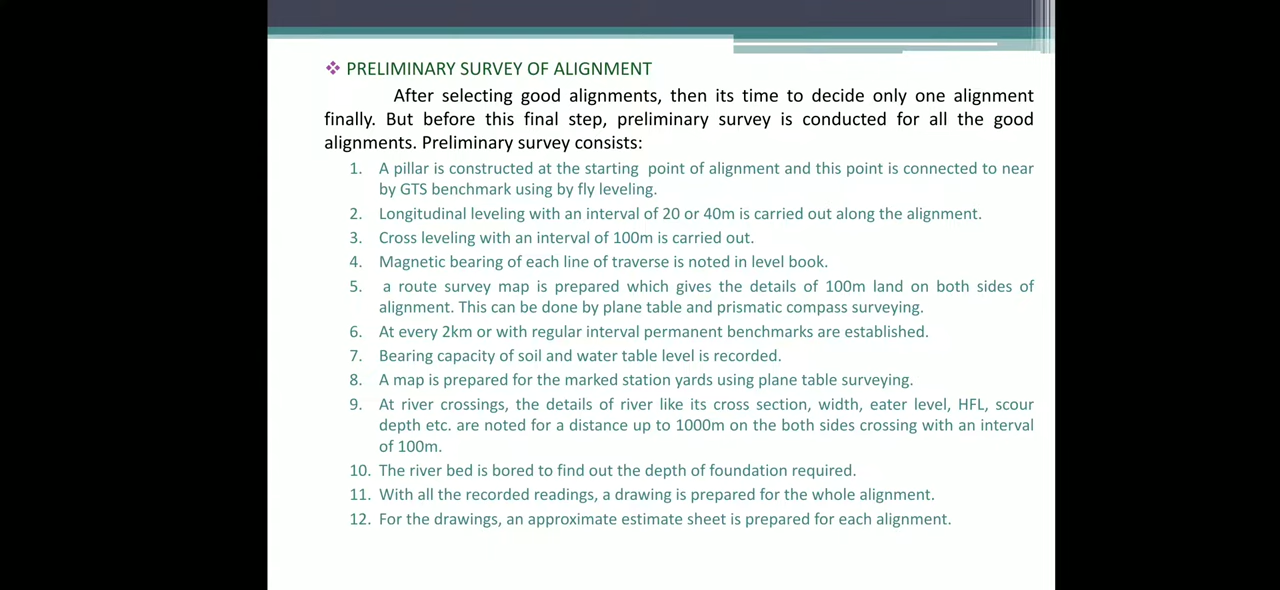 ❖ PRELIMINARY SURVEY OF ALIGNMENT
After selecting good alignments, then its time to decide only one alignment
finally. But before this final step, preliminary survey is conducted for all the good
alignments. Preliminary survey consists:
1. A pillar is constructed at the starting point of alignment and this point is connected to near
by GTS benchmark using by fly leveling.
2. Longitudinal leveling with an interval of 20 or 40m is carried out along the alignment.
3. Cross leveling with an interval of 100m is carried out.
4. Magnetic bearing of each line of traverse is noted in level book.
5. a route survey map is prepared which gives the details of 100m land on both sides of
alignment. This can be done by plane table and prismatic compass surveying.
6. At every 2km or with regular interval permanent benchmarks are established.
7. Bearing capacity of soil and water table level is recorded.
8. A map is prepared for the marked station yards using plane table surveying.
9. At river crossings, the details of river like its cross section, width, eater level, HFL, scour
depth etc. are noted for a distance up to 1000m on the both sides crossing with an interval
of 100m.
10. The river bed is bored to find out the depth of foundation required.
11. With all the recorded readings, a drawing is prepared for the whole alignment.
12. For the drawings, an approximate estimate sheet is prepared for each alignment.